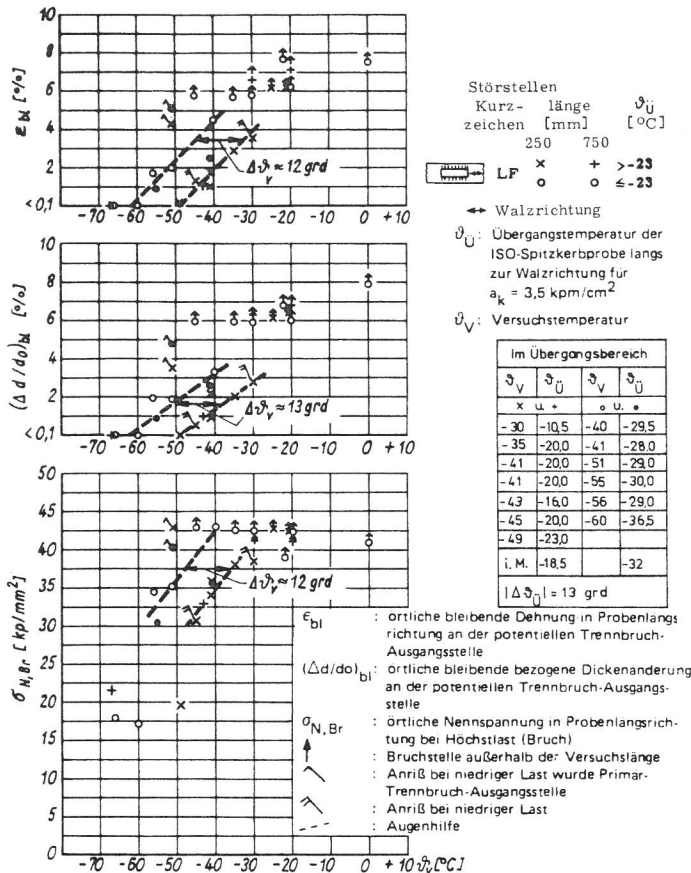 10
8
6
4
2
<0,1
ε bl [%]
Δϑv ≈ 12 grd
-70 -60 -50 -40 -30 -20 -10 0 +10
10
8
6
4
2
<0,1
(Δd/do)bl [%]
Δϑv ≈ 13 grd
-70 -60 -50 -40 -30 -20 -10 0 +10
50
45
40
35
30
25
20
15
10
5
0
σN,Br [kp/mm²]
Δϑv ≈ 12 grd
-70 -60 -50 -40 -30 -20 -10 0 +10 ϑv[°C]
Störstellen
Kurz- länge ϑÜ
zeichen [mm] [°C]
250 750
LF × + >-23
o o ≤-23
↔ Walzrichtung
ϑÜ: Übergangstemperatur der
ISO-Spitzkerbprobe langs
zur Walzrichtung für
ak = 3,5 kpm/cm²
ϑV: Versuchstemperatur
Im Übergangsbereich
ϑV ϑÜ ϑV ϑÜ
× u. + o u. •
-30 -10,5 -40 -29,5
-35 -20,0 -41 -28,0
-41 -20,0 -51 -29,0
-41 -20,0 -55 -30,0
-43 -16,0 -56 -29,0
-45 -20,0 -60 -36,5
-49 -23,0
i. M. -18,5 -32
|ΔϑÜ| = 13 grd
εbl : örtliche bleibende Dehnung in Probenlangs
richtung an der potentiellen Trennbruch-
Ausgangsstelle
(Δd/do)bl : örtliche bleibende bezogene Dickenanderung
an der potentiellen Trennbruch-Ausgangs-
stelle
σN,Br : örtliche Nennspannung in Probenlangsrich-
tung bei Höchstlast (Bruch)
: Bruchstelle außerhalb der Versuchslänge
: Anriß bei niedriger Last wurde Primar-
Trennbruch-Ausgangsstelle
: Anriß bei niedriger Last
: Augenhilfe